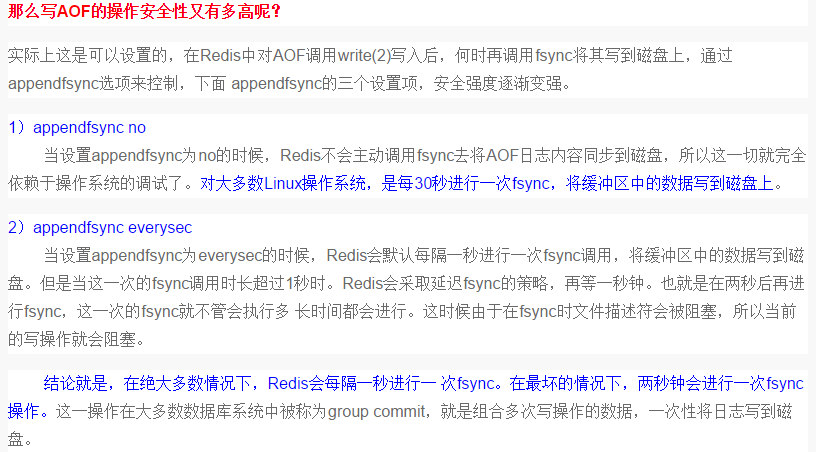 那么写AOF的操作安全性又有多高呢？
实际上这是可以设置的，在Redis中对AOF调用write(2)写入后，何时再调用fsync将其写到磁盘上，通过
appendfsync选项来控制，下面 appendfsync的三个设置项，安全强度逐渐变强。
1）appendfsync no
当设置appendfsync为no的时候，Redis不会主动调用fsync去将AOF日志内容同步到磁盘，所以这一切就完全
依赖于操作系统的调试了。对大多数Linux操作系统，是每30秒进行一次fsync，将缓冲区中的数据写到磁盘上。
2）appendfsync everysec
当设置appendfsync为everysec的时候，Redis会默认每隔一秒进行一次fsync调用，将缓冲区中的数据写到磁
盘。但是当这一次的fsync调用时长超过1秒时。Redis会采取延迟fsync的策略，再等一秒钟。也就是在两秒后再进
行fsync，这一次的fsync就不管会执行多 长时间都会进行。这时候由于在fsync时文件描述符会被阻塞，所以当前
的写操作就会阻塞。
结论就是，在绝大多数情况下，Redis会每隔一秒进行一 次fsync。在最坏的情况下，两秒钟会进行一次fsync
操作。这一操作在大多数数据库系统中被称为group commit，就是组合多次写操作的数据，一次性将日志写到磁
盘。